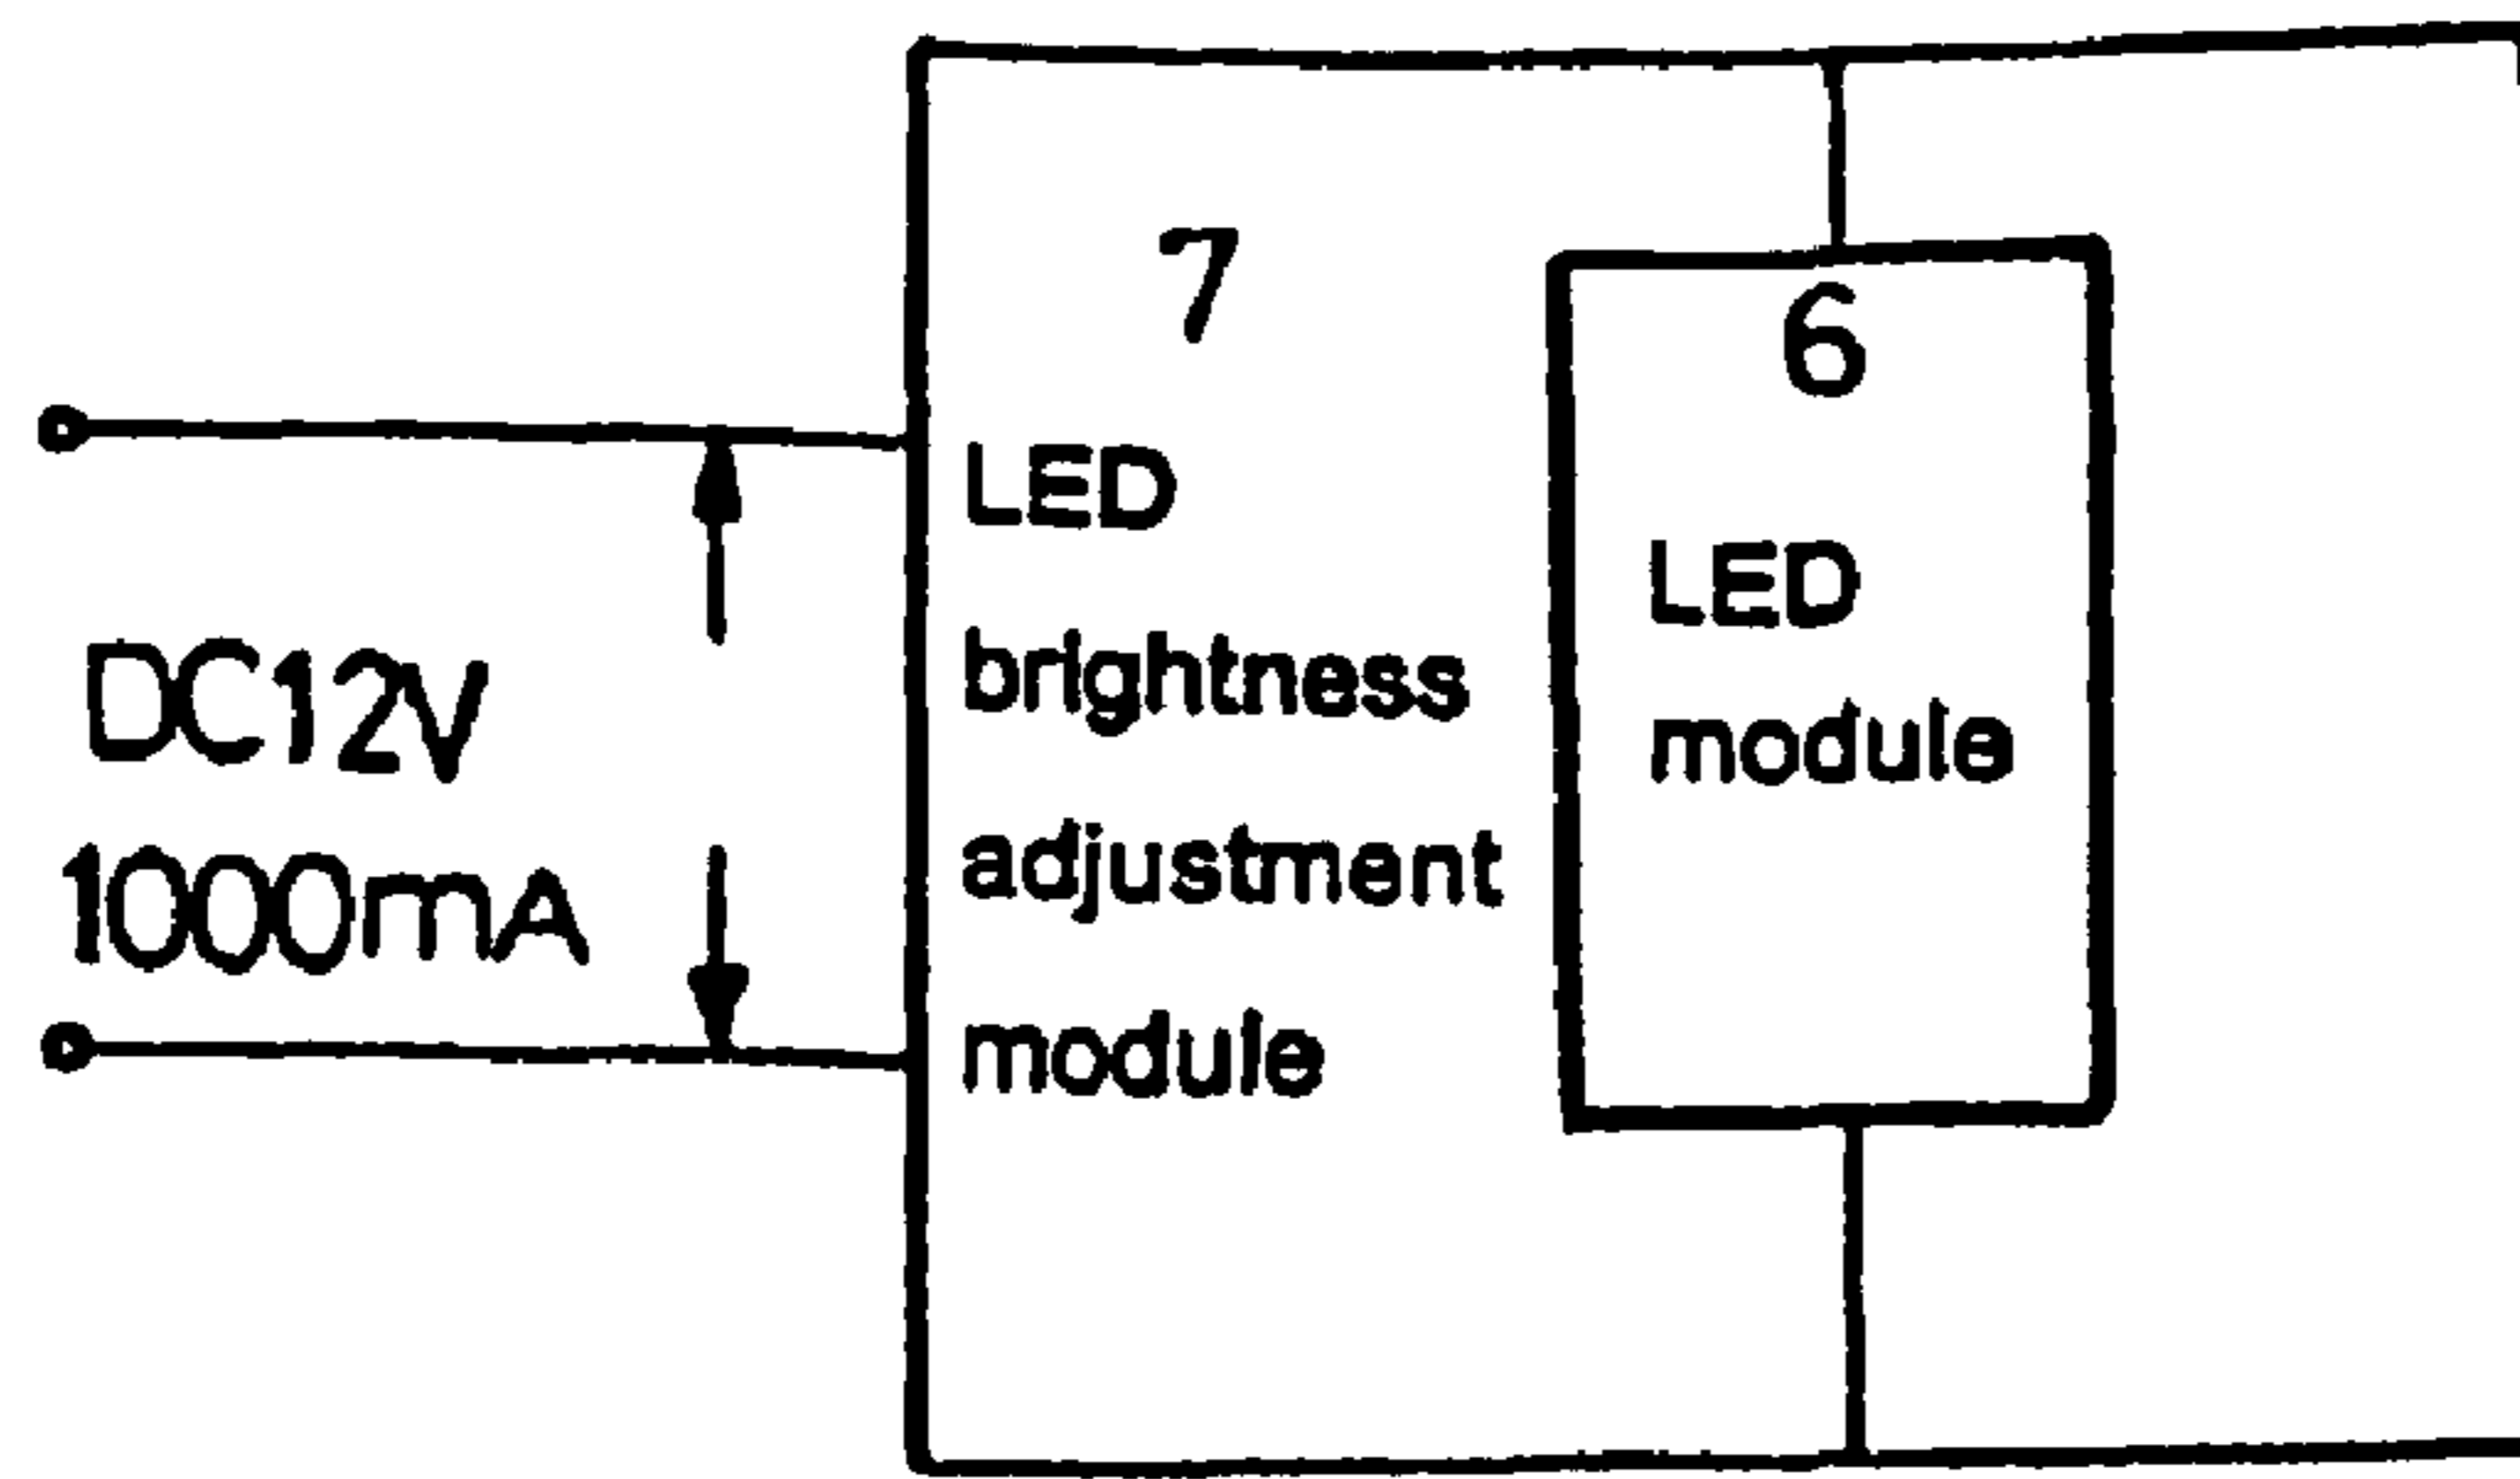 7
LED
brightness
adjustment
module
6
LED
module
DC12V
1000mA